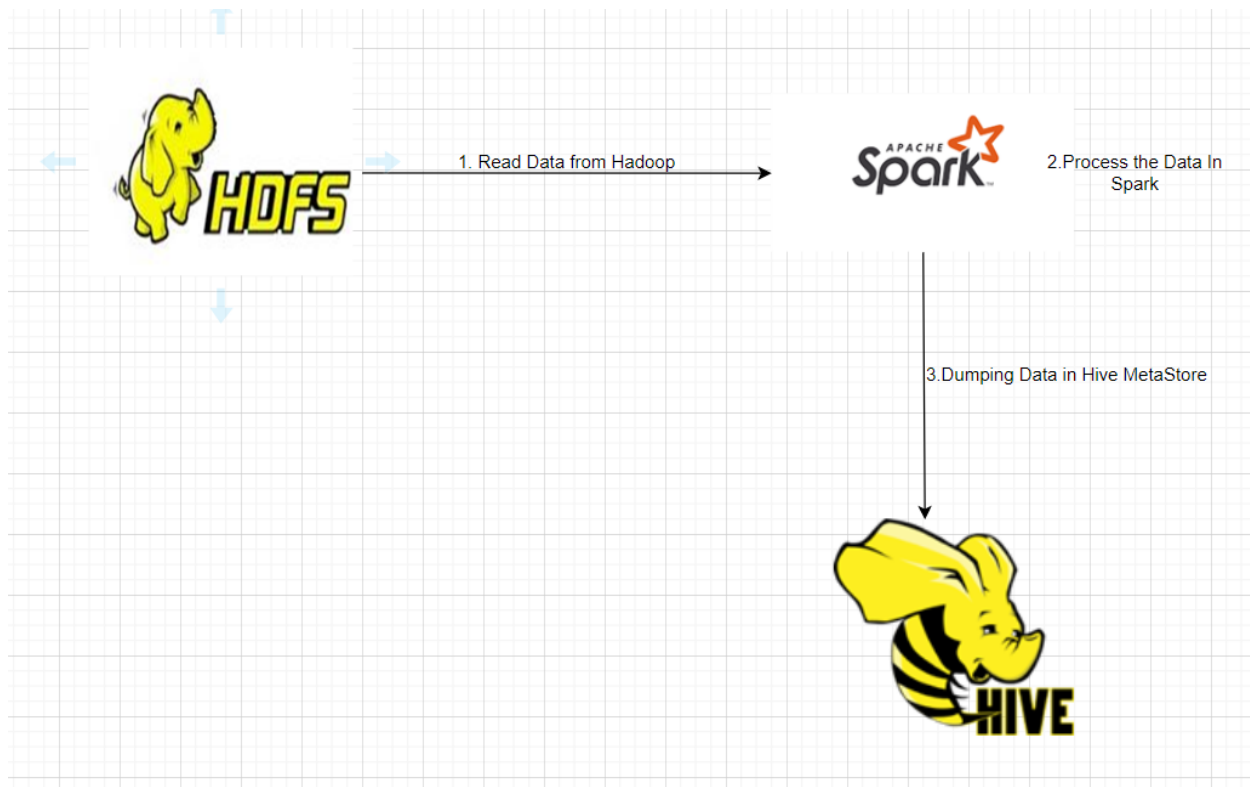 HDFS
1. Read Data from Hadoop
APACHE
Spark™
2.Process the Data In
Spark
3.Dumping Data in Hive MetaStore
HIVE